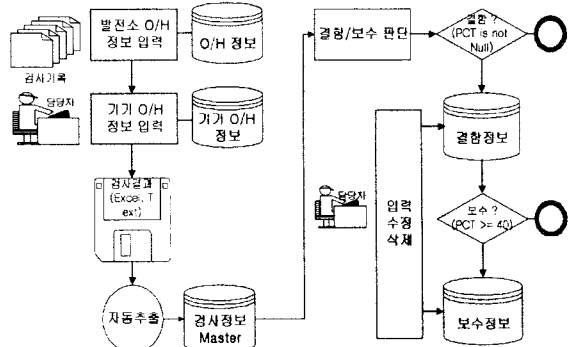 발전소 O/H
정보 입력
O/H 정보
검사기록
담당자
기기 O/H
정보 입력
기기 O/H
정보
검사결과
(Excel, T
ext)
자동추출
검사정보
Master
결함/보수 판단
결함 ?
(PCT is not
Null)
결함정보
담당자
입력
수정
삭제
보수 ?
(PCT >= 40)
보수정보